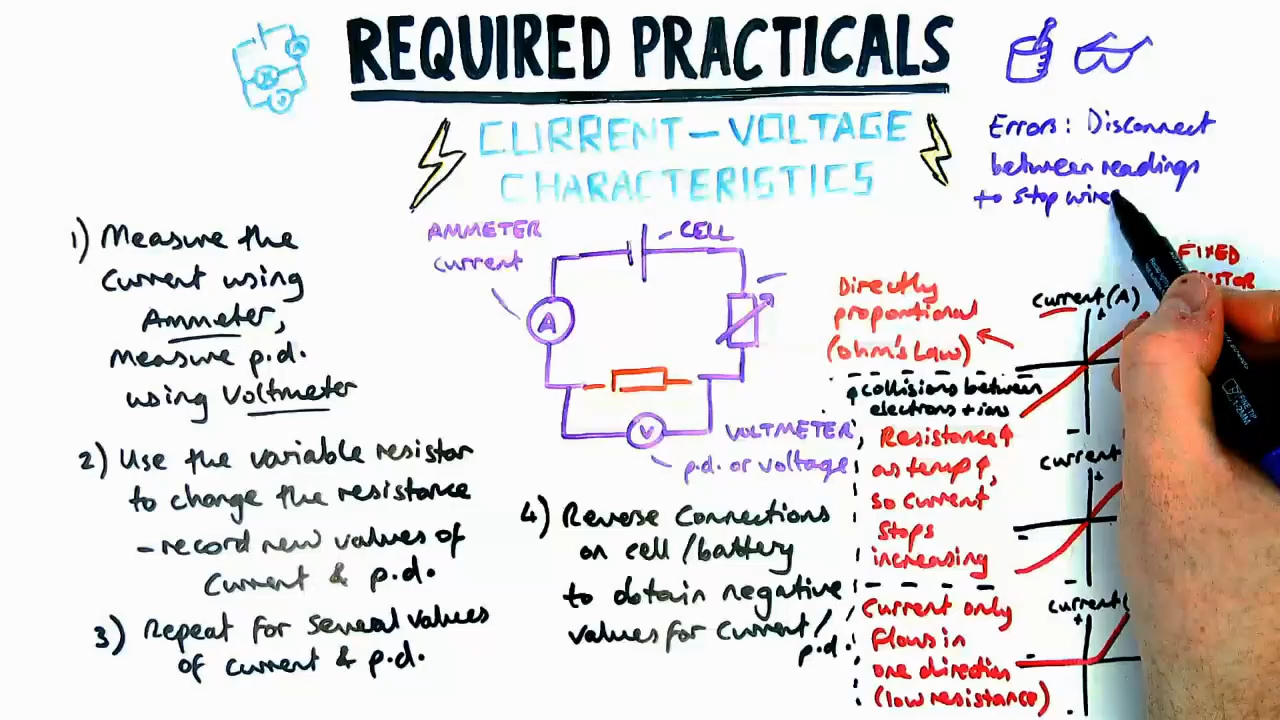 REQUIRED PRACTICALS
CURRENT-VOLTAGE
CHARACTERISTICS
Errors: Disconnect
between readings
to stop wire
1) Measure the
current using
Ammeter,
measure p.d.
using Voltmeter
2) Use the variable resistor
to change the resistance
- record new values of
current & p.d.
3) Repeat for several values
of current & p.d.
AMMETER
current
CELL
A
V
VOLTMETER,
p.d. or voltage
4) Reverse connections
on cell/battery
to obtain negative
values for current/
p.d.
Directly
proportional
(ohm's Law)
↑ collisions between
electrons + ions
Resistance ↑
as temp ↑,
so current
stops
increasing
Current only
flows in
one direction
(low resistance)
FIXED
current (A)
+
-
current
+
-
-
current(
+
-
-